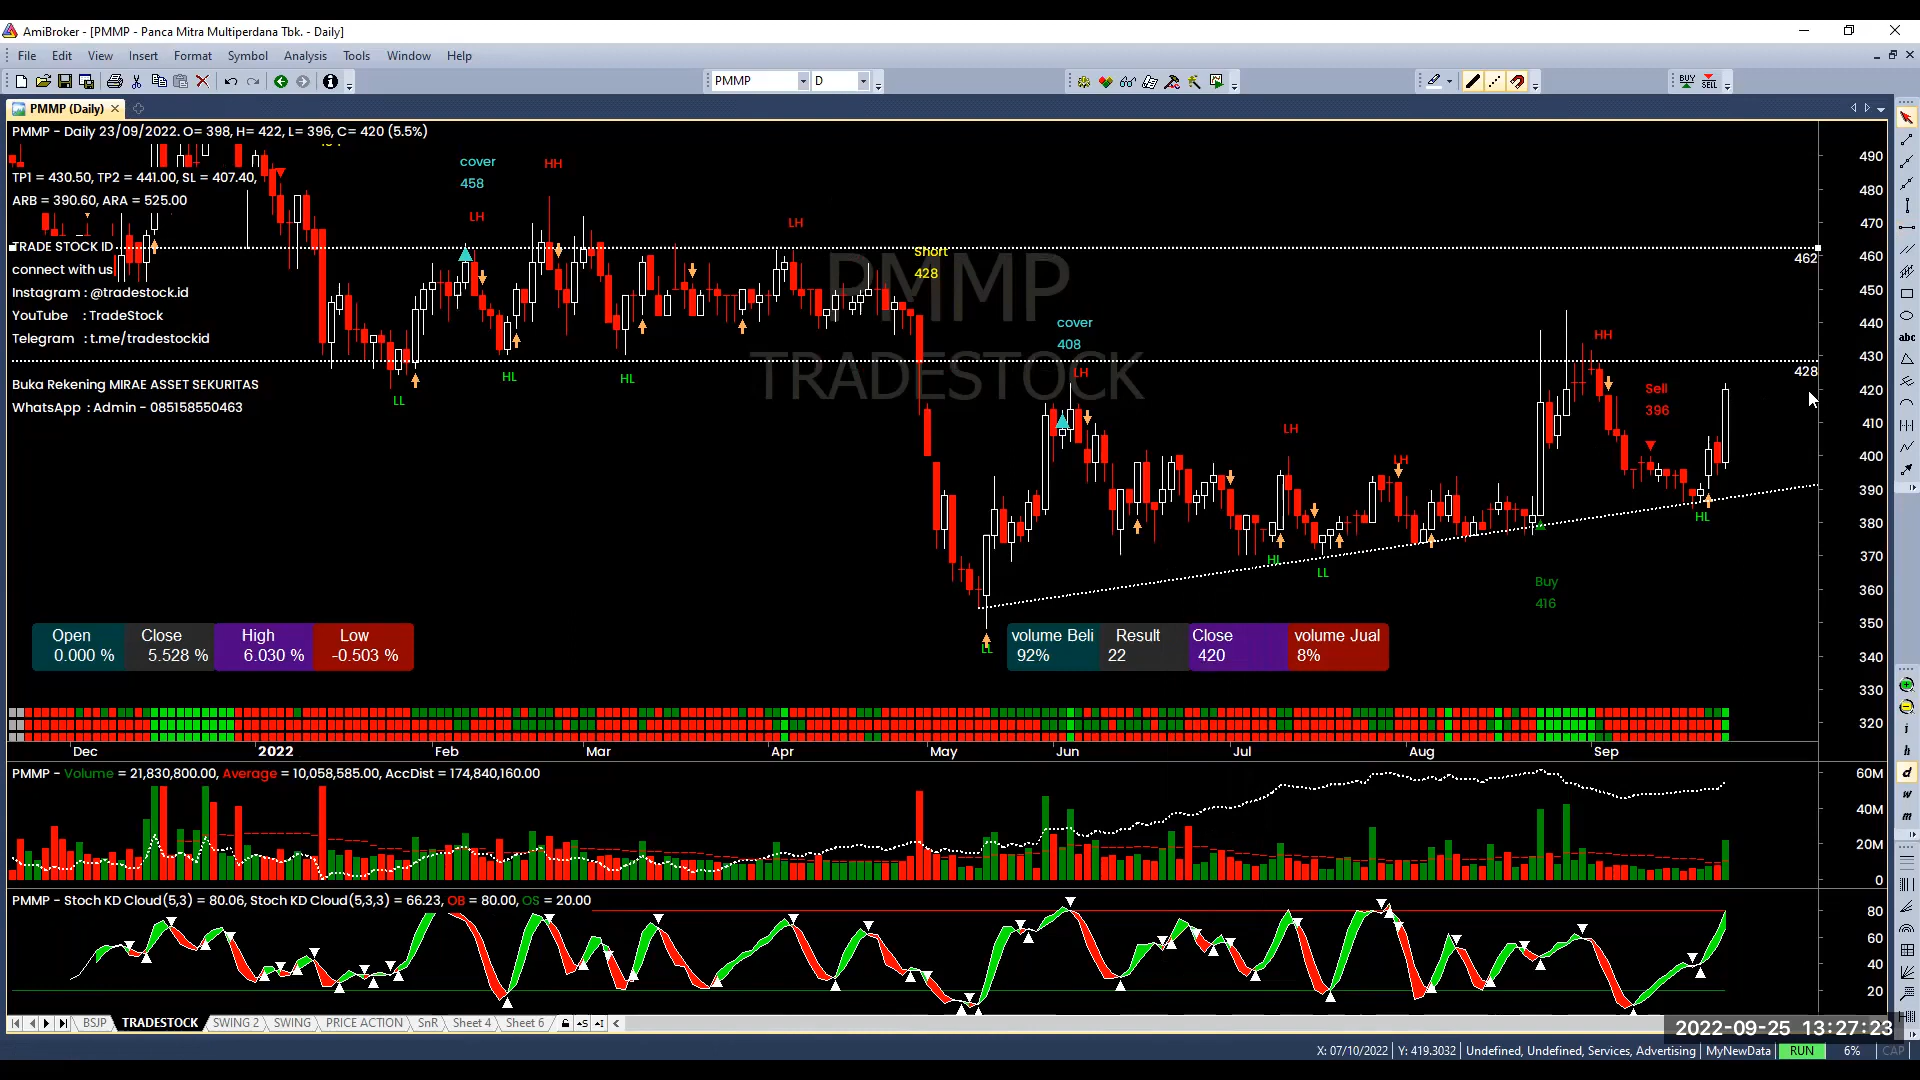 AmiBroker - [PMMP - Panca Mitra Multiperdana Tbk. - Daily]
File Edit View Insert Format Symbol Analysis Tools Window Help
PMMP D BUY SELL
PMMP (Daily)
PMMP - Daily 23/09/2022. O= 398, H= 422, L= 396, C= 420 (5.5%)
TP1 = 430.50, TP2 = 441.00, SL = 407.40,
ARB = 390.60, ARA = 525.00
TRADE STOCK ID
connect with us
Instagram : @tradestock.id
YouTube : TradeStock
Telegram : t.me/tradestockid
Buka Rekening MIRAE ASSET SEKURITAS
WhatsApp : Admin - 085158550463
PMMP
TRADESTOCK
cover
458
HH
LH
LH
Short
428
HL
HL
LL
cover
408
LH
LH
LH
HH
Sell
396
HL
HL
LL
LL
Buy
416
490
480
470
460
462
450
440
430
428
420
410
400
390
380
370
360
350
340
330
320
Open Close High Low
0.000 % 5.528 % 6.030 % -0.503 %
volume Beli Result Close volume Jual
92% 22 420 8%
Dec 2022 Feb Mar Apr May Jun Jul Aug Sep
PMMP - Volume = 21,830,800.00, Average = 10,058,585.00, AccDist = 174,840,160.00
60M
40M
20M
0
PMMP - Stoch KD Cloud(5,3) = 80.06, Stoch KD Cloud(5,3,3) = 66.23, OB = 80.00, OS = 20.00
80
60
40
20
abc
i
h
d
w
m
BSJP TRADESTOCK SWING 2 SWING PRICE ACTION SnR Sheet 4 Sheet 6
2022-09-25 13:27:23
X: 07/10/2022 Y: 419.3032 Undefined, Undefined, Services, Advertising MyNewData RUN 6% CAP